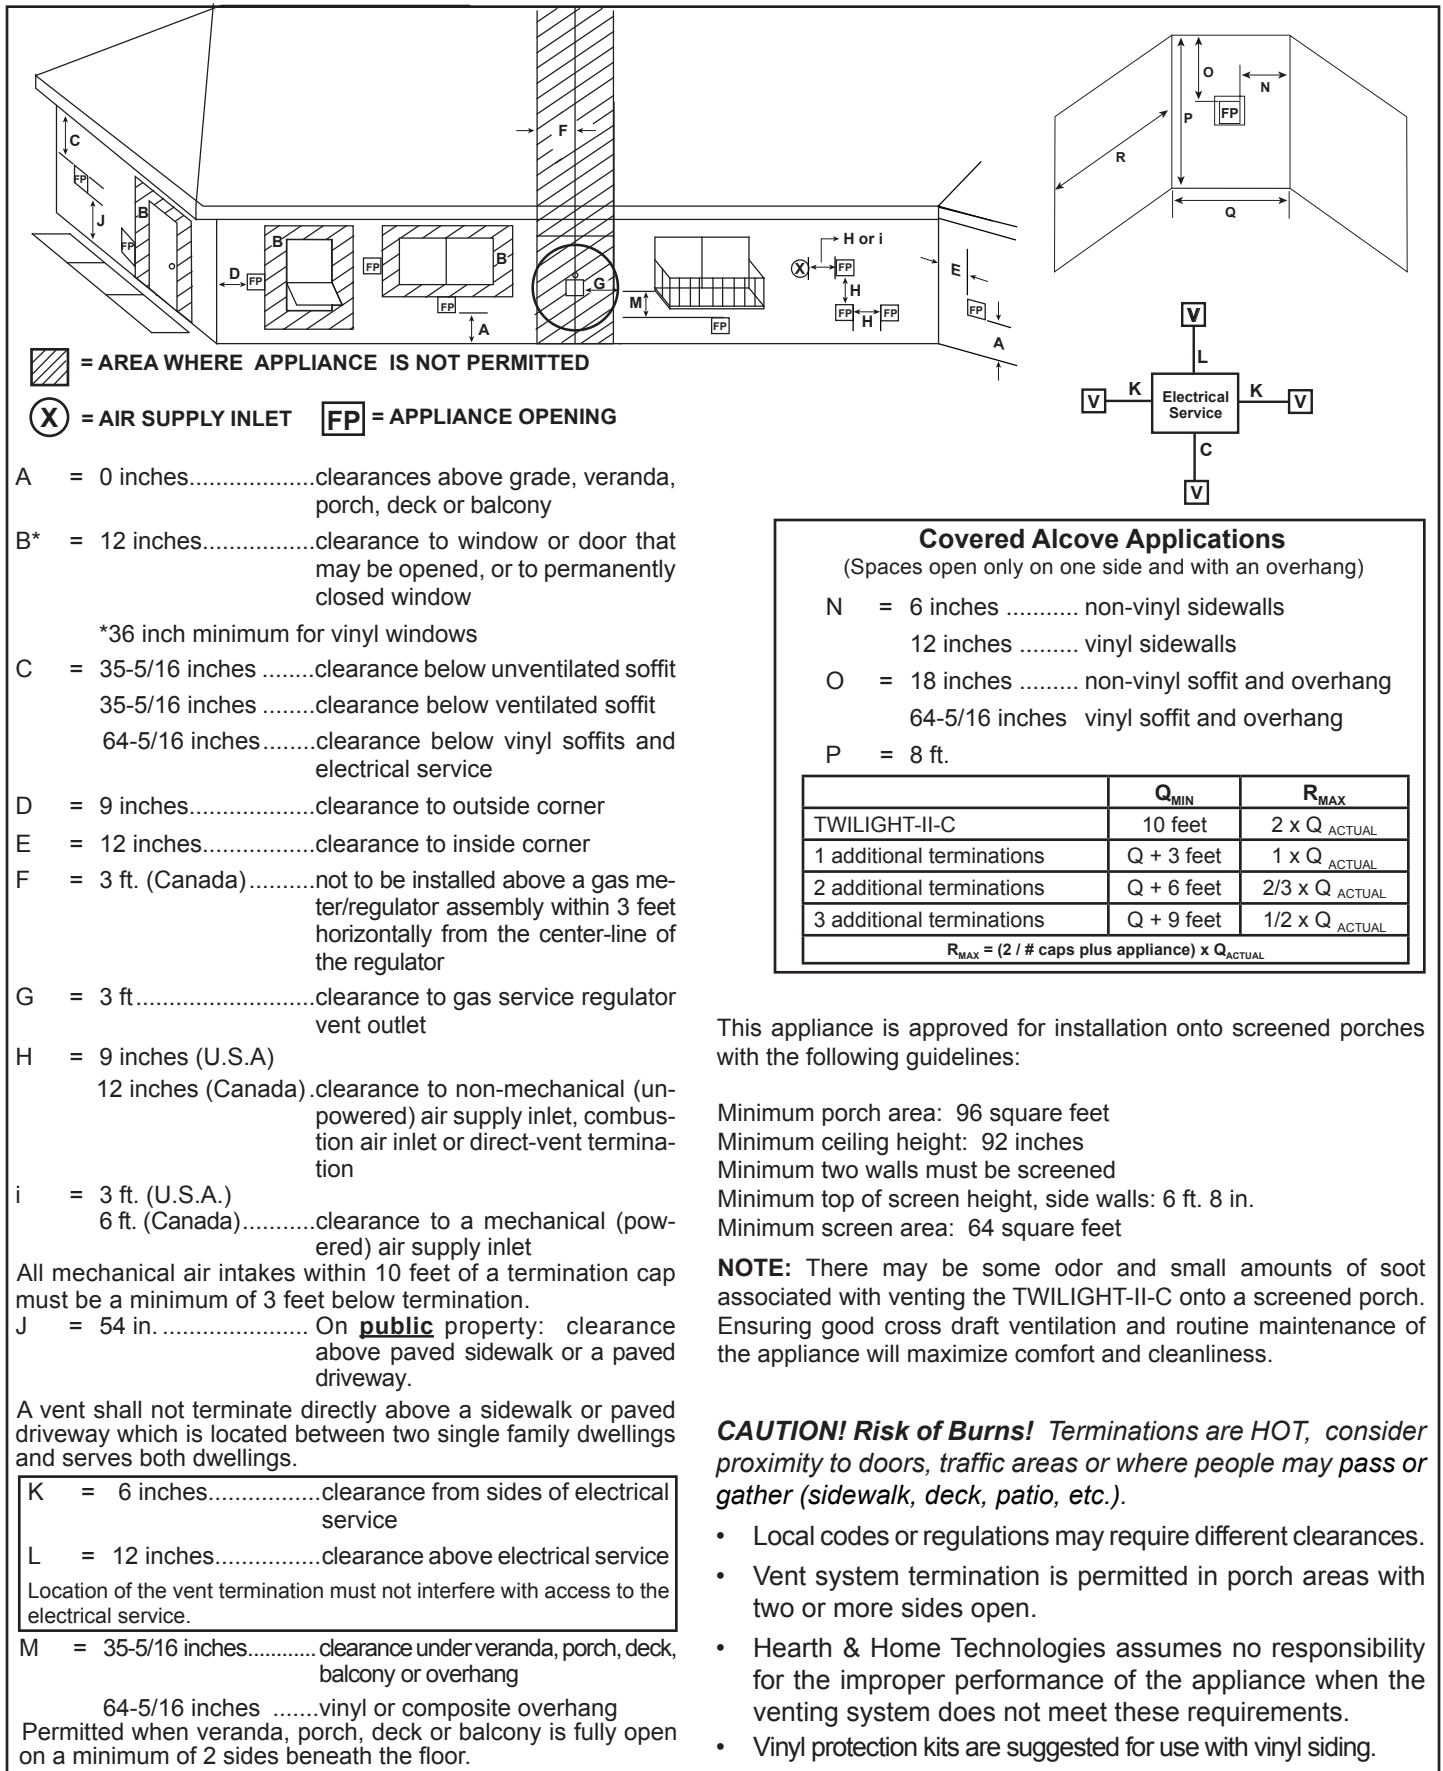 C
FP
J
B
FP
D
FP
B
FP
B
FP
A
F
G
M
FP
H or i
X
FP
H
FP
H
FP
E
FP
A
O
N
FP
P
R
Q
V
L
V
K
Electrical
Service
K
V
C
V
= AREA WHERE APPLIANCE IS NOT PERMITTED
X = AIR SUPPLY INLET FP = APPLIANCE OPENING
A = 0 inches...................clearances above grade, veranda,
porch, deck or balcony
B* = 12 inches.................clearance to window or door that
may be opened, or to permanently
closed window
*36 inch minimum for vinyl windows
C = 35-5/16 inches ........clearance below unventilated soffit
35-5/16 inches ........clearance below ventilated soffit
64-5/16 inches........clearance below vinyl soffits and
electrical service
D = 9 inches...................clearance to outside corner
E = 12 inches.................clearance to inside corner
F = 3 ft. (Canada)..........not to be installed above a gas me-
ter/regulator assembly within 3 feet
horizontally from the center-line of
the regulator
G = 3 ft...........................clearance to gas service regulator
vent outlet
H = 9 inches (U.S.A)
12 inches (Canada) .clearance to non-mechanical (un-
powered) air supply inlet, combus-
tion air inlet or direct-vent termina-
tion
i = 3 ft. (U.S.A.)
6 ft. (Canada)...........clearance to a mechanical (pow-
ered) air supply inlet
All mechanical air intakes within 10 feet of a termination cap
must be a minimum of 3 feet below termination.
J = 54 in. ...................... On public property: clearance
above paved sidewalk or a paved
driveway.
A vent shall not terminate directly above a sidewalk or paved
driveway which is located between two single family dwellings
and serves both dwellings.
K = 6 inches.................clearance from sides of electrical
service
L = 12 inches................clearance above electrical service
Location of the vent termination must not interfere with access to the
electrical service.
M = 35-5/16 inches............ clearance under veranda, porch, deck,
balcony or overhang
64-5/16 inches .......vinyl or composite overhang
Permitted when veranda, porch, deck or balcony is fully open
on a minimum of 2 sides beneath the floor.
Covered Alcove Applications
(Spaces open only on one side and with an overhang)
N = 6 inches ........... non-vinyl sidewalls
12 inches ......... vinyl sidewalls
O = 18 inches ......... non-vinyl soffit and overhang
64-5/16 inches vinyl soffit and overhang
P = 8 ft.
QMIN RMAX
TWILIGHT-II-C 10 feet 2 x Q ACTUAL
1 additional terminations Q + 3 feet 1 x Q ACTUAL
2 additional terminations Q + 6 feet 2/3 x Q ACTUAL
3 additional terminations Q + 9 feet 1/2 x Q ACTUAL
RMAX = (2 / # caps plus appliance) x QACTUAL
This appliance is approved for installation onto screened porches
with the following guidelines:
Minimum porch area: 96 square feet
Minimum ceiling height: 92 inches
Minimum two walls must be screened
Minimum top of screen height, side walls: 6 ft. 8 in.
Minimum screen area: 64 square feet
NOTE: There may be some odor and small amounts of soot
associated with venting the TWILIGHT-II-C onto a screened porch.
Ensuring good cross draft ventilation and routine maintenance of
the appliance will maximize comfort and cleanliness.
CAUTION! Risk of Burns! Terminations are HOT, consider
proximity to doors, traffic areas or where people may pass or
gather (sidewalk, deck, patio, etc.).
• Local codes or regulations may require different clearances.
• Vent system termination is permitted in porch areas with
two or more sides open.
• Hearth & Home Technologies assumes no responsibility
for the improper performance of the appliance when the
venting system does not meet these requirements.
• Vinyl protection kits are suggested for use with vinyl siding.